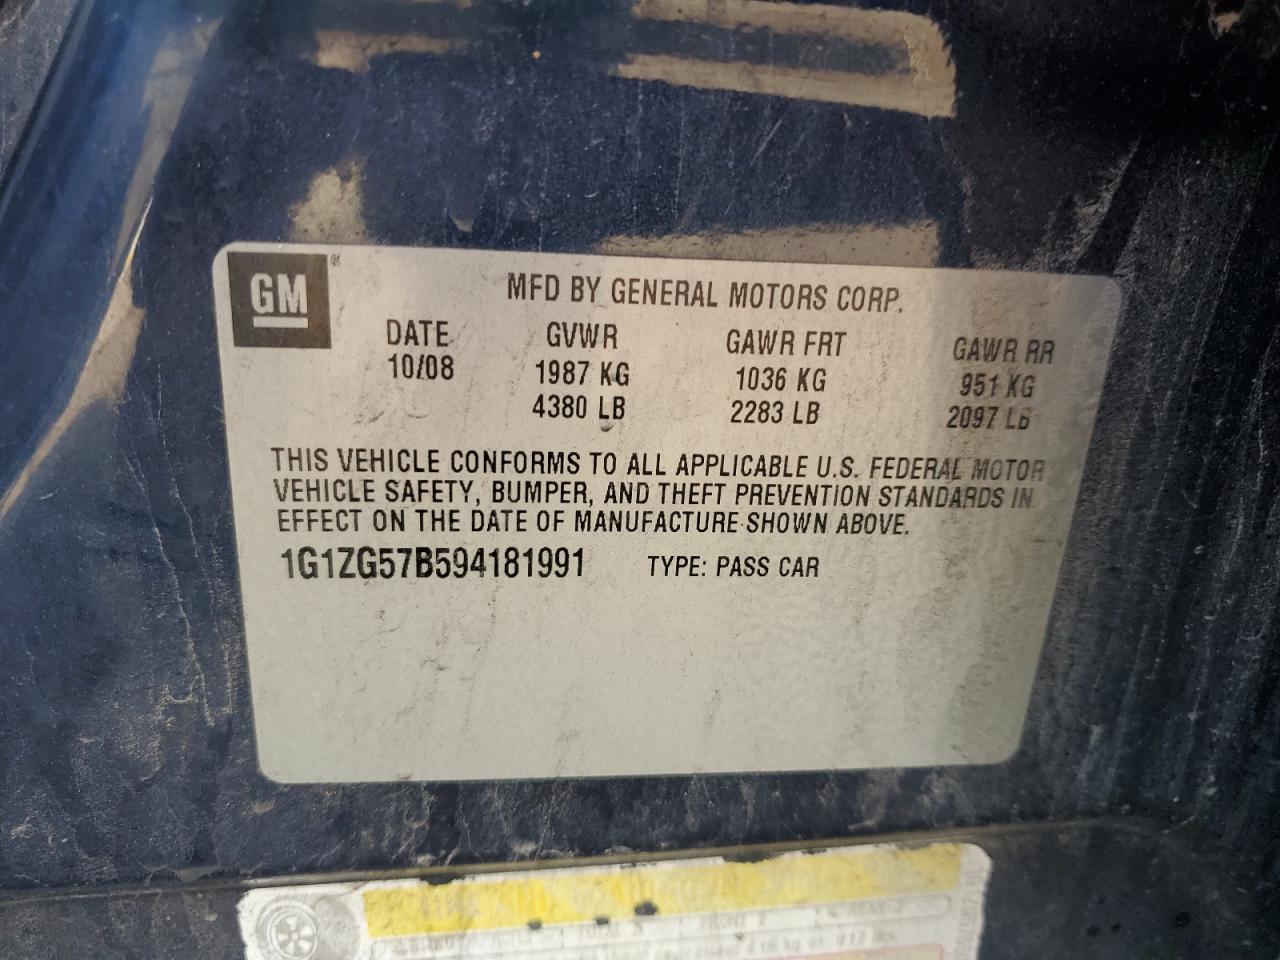 GM®
MFD BY GENERAL MOTORS CORP.
DATE GVWR GAWR FRT GAWR RR
10/08 1987 KG 1036 KG 951 KG
4380 LB 2283 LB 2097 LB
THIS VEHICLE CONFORMS TO ALL APPLICABLE U.S. FEDERAL MOTOR
VEHICLE SAFETY, BUMPER, AND THEFT PREVENTION STANDARDS IN
EFFECT ON THE DATE OF MANUFACTURE SHOWN ABOVE.
1G1ZG57B594181991 TYPE: PASS CAR